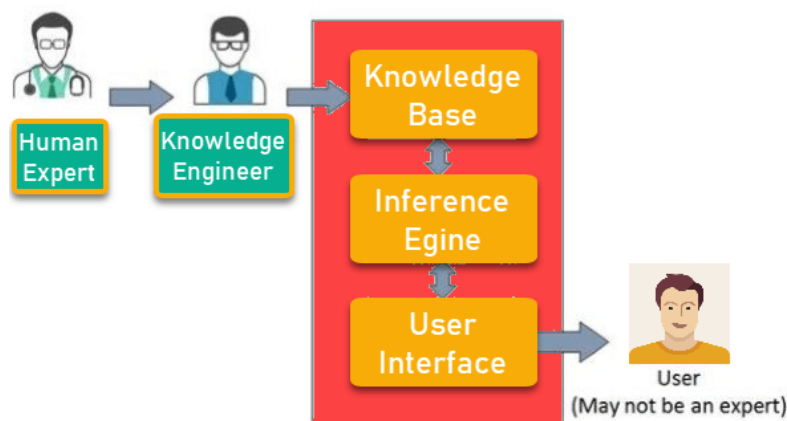 Human
Expert
Knowledge
Engineer
Knowledge
Base
Inference
Egine
User
Interface
User
(May not be an expert)